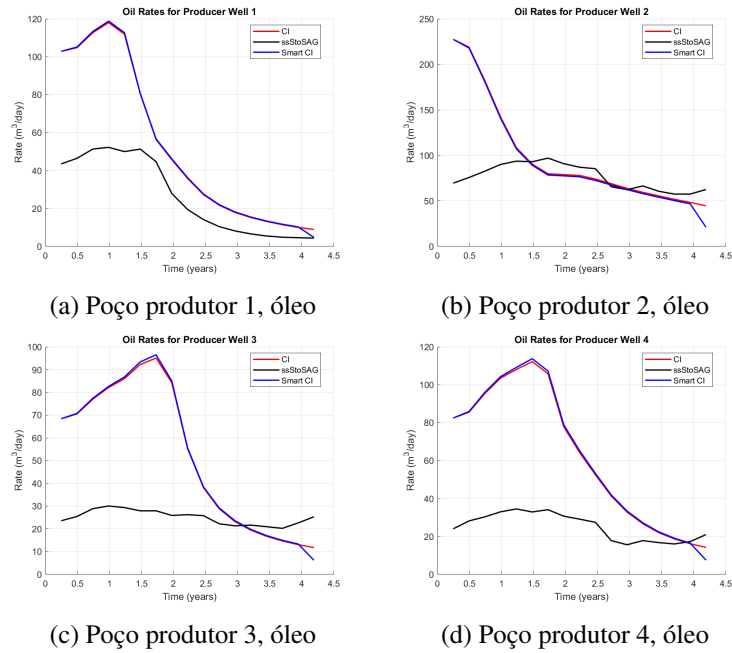 Oil Rates for Producer Well 1
120
100
80
60
40
20
0
Rate (m³/day)
0 0.5 1 1.5 2 2.5 3 3.5 4 4.5
Time (years)
CI
ssStoSAG
Smart CI
(a) Poço produtor 1, óleo
Oil Rates for Producer Well 2
250
200
150
100
50
0
Rate (m³/day)
0 0.5 1 1.5 2 2.5 3 3.5 4 4.5
Time (years)
CI
ssStoSAG
Smart CI
(b) Poço produtor 2, óleo
Oil Rates for Producer Well 3
100
90
80
70
60
50
40
30
20
10
0
Rate (m³/day)
0 0.5 1 1.5 2 2.5 3 3.5 4 4.5
Time (years)
CI
ssStoSAG
Smart CI
(c) Poço produtor 3, óleo
Oil Rates for Producer Well 4
120
100
80
60
40
20
0
Rate (m³/day)
0 0.5 1 1.5 2 2.5 3 3.5 4 4.5
Time (years)
CI
ssStoSAG
Smart CI
(d) Poço produtor 4, óleo